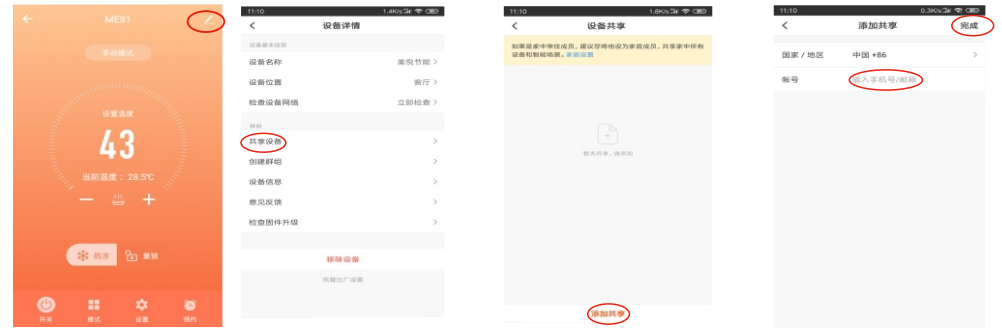 ME81
手动模式
设置温度
43
当前温度： 28.5℃
防冻
童锁
开关
模式
设置
预约
11:10 1.4K/s
设备详情
设备基本信息
设备名称 美悦节能 >
设备位置 客厅 >
检查设备网络 立即检查 >
其他
共享设备 >
创建群组 >
设备信息 >
意见反馈 >
检查固件升级 >
移除设备
恢复出厂设置
11:10 1.8K/s
设备共享
如果是家中常住成员，建议您将他设为家庭成员，共享家中所有
设备和智能场景。家庭设置
暂无共享，请添加
添加共享
11:10 0.3K/s
添加共享 完成
国家 / 地区 中国 +86 >
帐号 输入手机号/邮箱